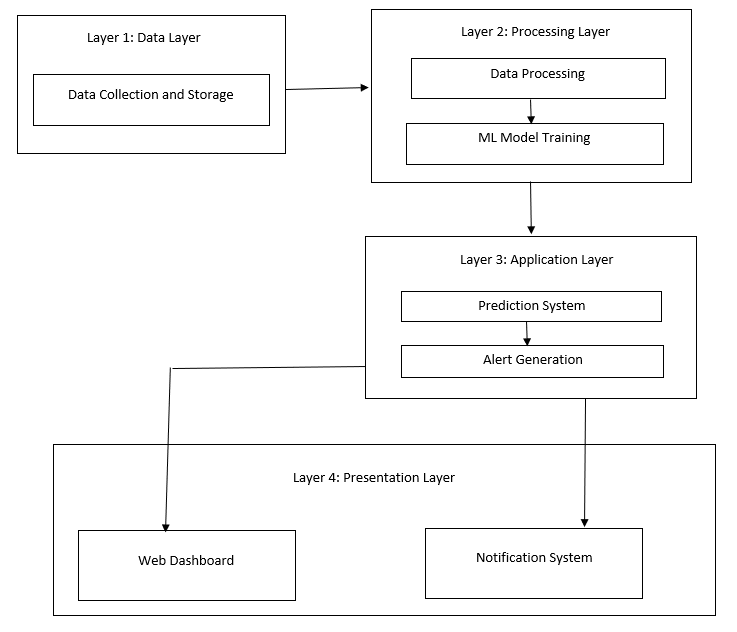 Layer 1: Data Layer
Data Collection and Storage
Layer 2: Processing Layer
Data Processing
ML Model Training
Layer 3: Application Layer
Prediction System
Alert Generation
Layer 4: Presentation Layer
Web Dashboard
Notification System